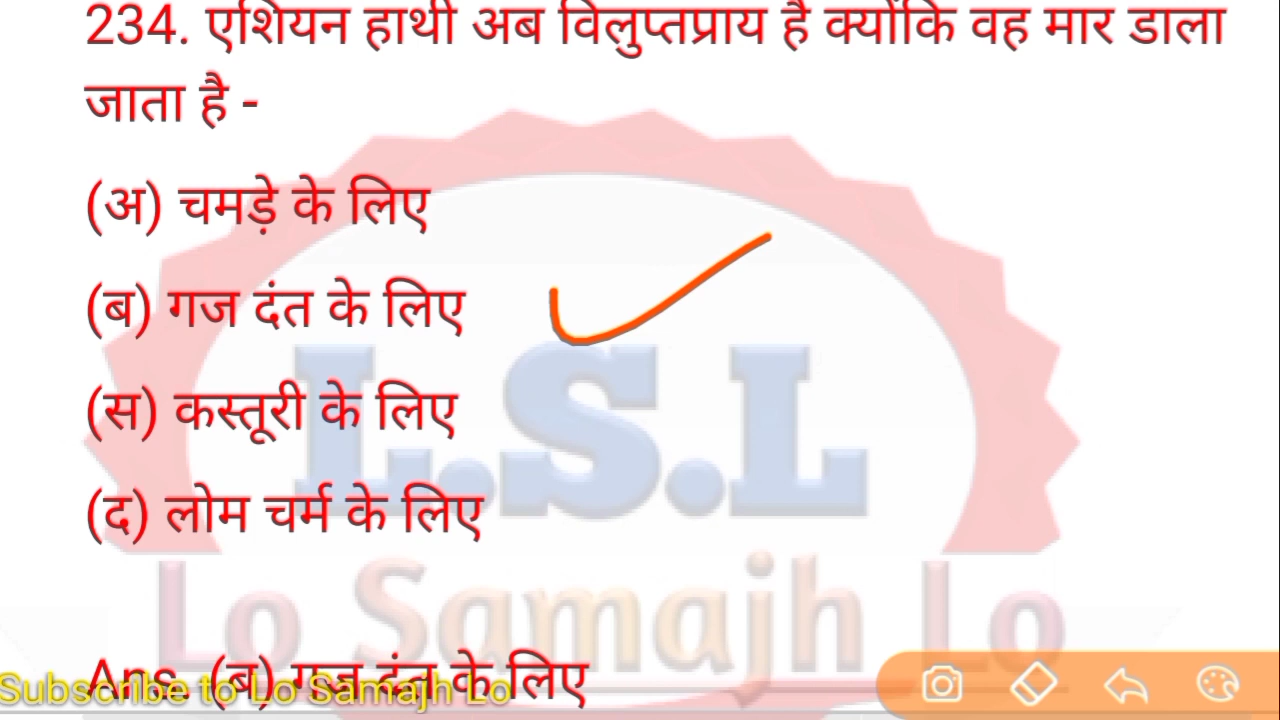 234. एशियन हाथी अब विलुप्तप्राय है क्योंकि वह मार डाला
जाता है -
(अ) चमड़े के लिए
(ब) गज दंत के लिए
(स) कस्तूरी के लिए
(द) लोम चर्म के लिए
L.S.L
Lo Samajh Lo
Ans. (ब) गज दंत के लिए
Subscribe to Lo Samajh Lo